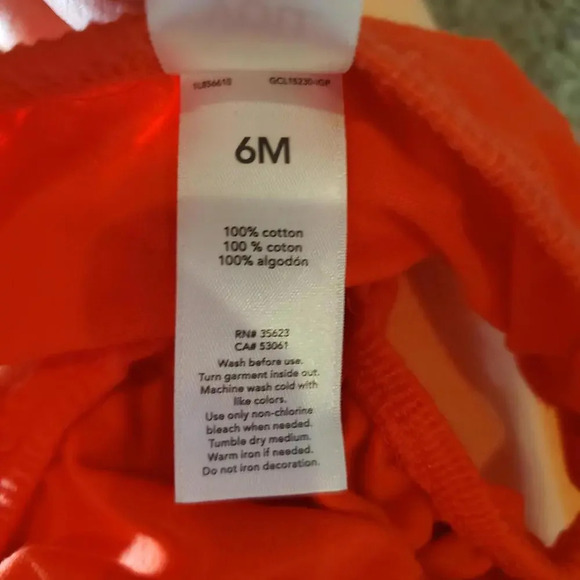 6M
100% cotton
100 % coton
100% algodón
RN# 35623
CA# 53061
Wash before use.
Turn garment inside out.
Machine wash cold with
like colors.
Use only non-chlorine
bleach when needed.
Tumble dry medium.
Warm iron if needed.
Do not iron decoration.